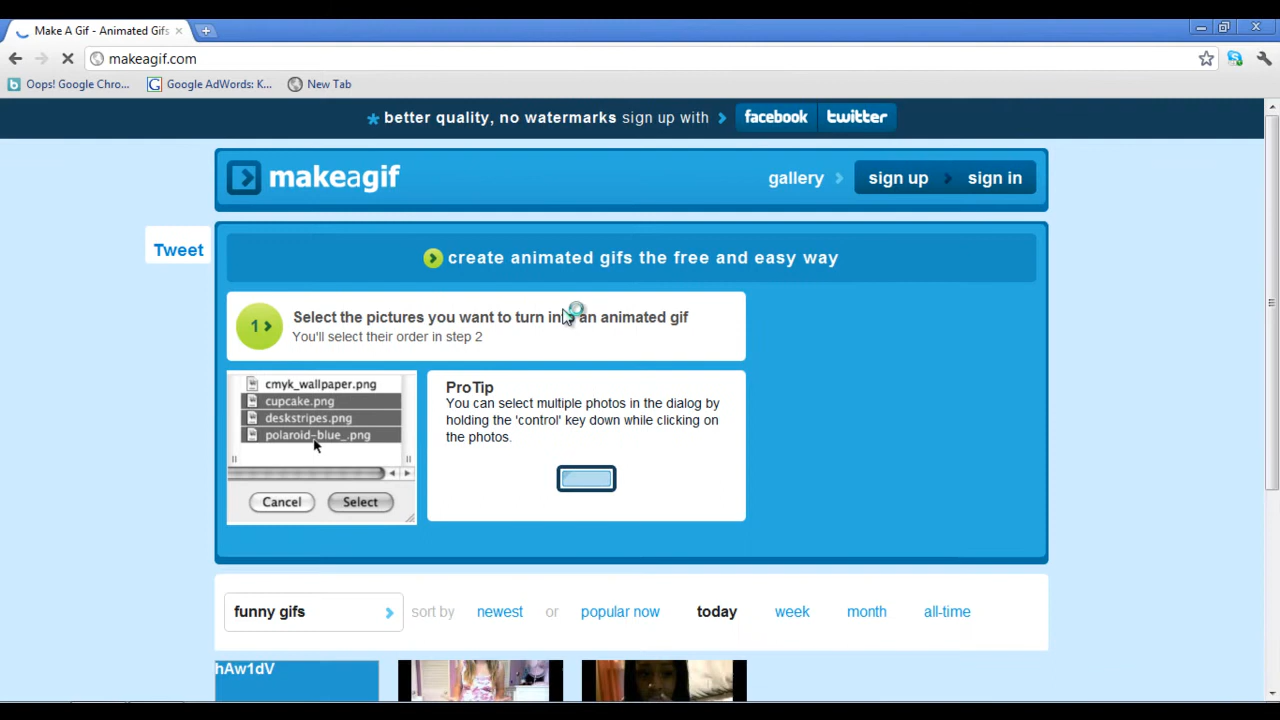 Make A Gif - Animated Gifs
makeagif.com
Oops! Google Chro...
Google AdWords: K...
New Tab
* better quality, no watermarks sign up with
facebook
twitter
makeagif
gallery
sign up
sign in
Tweet
create animated gifs the free and easy way
1
Select the pictures you want to turn into an animated gif
You'll select their order in step 2
cmyk_wallpaper.png
cupcake.png
deskstripes.png
polaroid-blue_.png
Cancel
Select
ProTip
You can select multiple photos in the dialog by
holding the 'control' key down while clicking on
the photos.
funny gifs
sort by
newest
or
popular now
today
week
month
all-time
hAw1dV